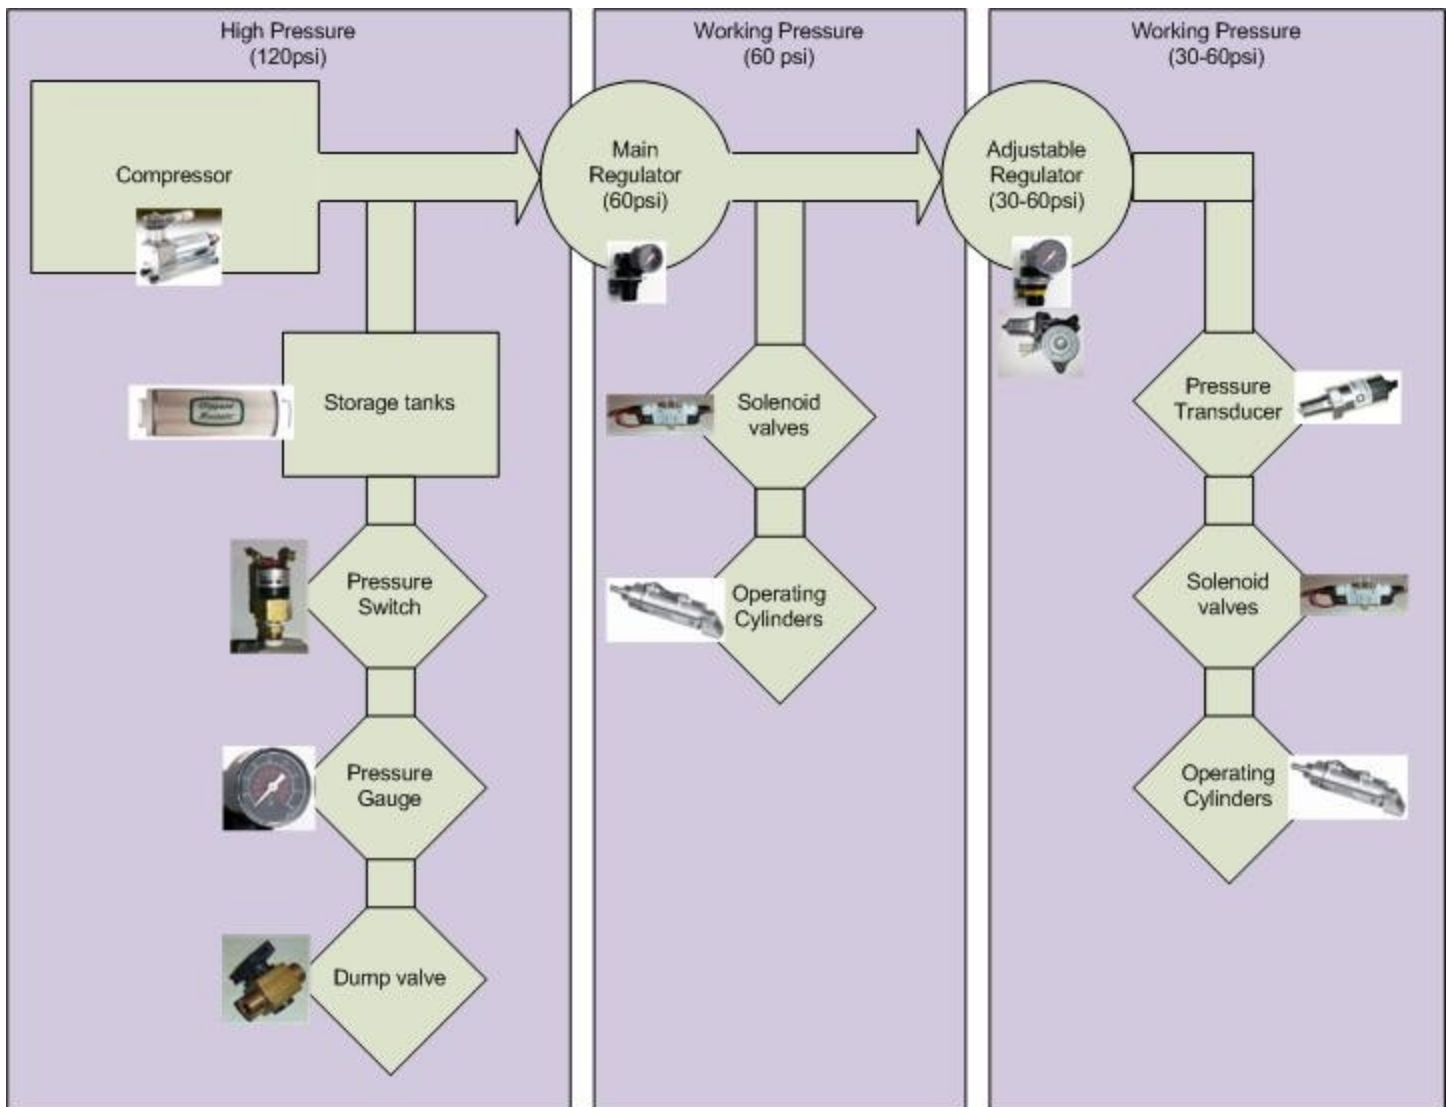 High Pressure
(120psi)
Working Pressure
(60 psi)
Working Pressure
(30-60psi)
Compressor
Main
Regulator
(60psi)
Adjustable
Regulator
(30-60psi)
Storage tanks
Solenoid
valves
Pressure
Transducer
Pressure
Switch
Operating
Cylinders
Solenoid
valves
Pressure
Gauge
Operating
Cylinders
Dump valve